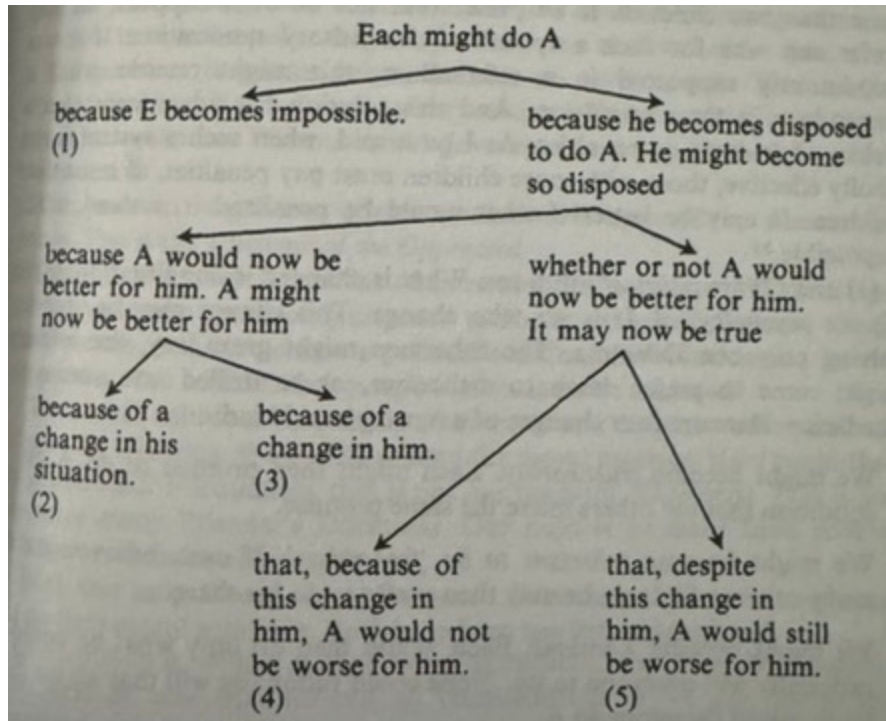 Each might do A
because E becomes impossible.
(1)
because he becomes disposed
to do A. He might become
so disposed
because A would now be
better for him. A might
now be better for him
whether or not A would
now be better for him.
It may now be true
because of a
change in his
situation.
(2)
because of a
change in him.
(3)
that, because of
this change in
him, A would not
be worse for him.
(4)
that, despite
this change in
him, A would still
be worse for him.
(5)